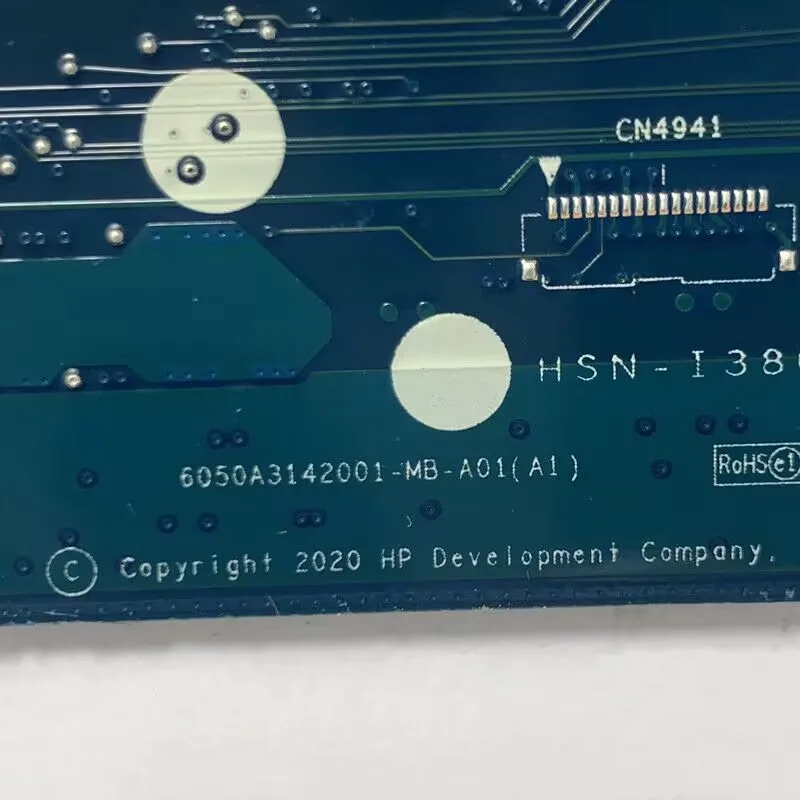 CN4941
HSN-I38
6050A3142001-MB-A01(A1)
RoHS e1
© Copyright 2020 HP Development Company,